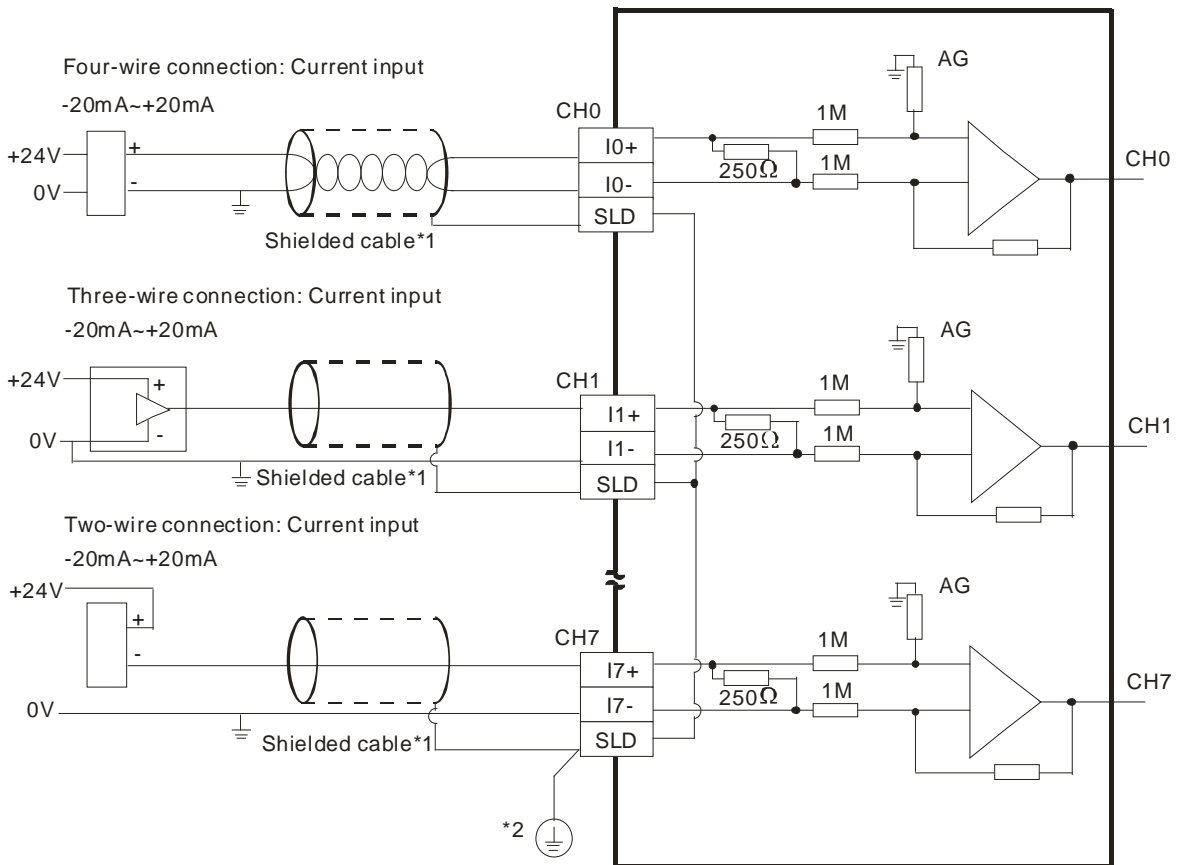 Four-wire connection: Current input
-20mA~+20mA
+24V
0V
+
-
Shielded cable*1
CH0
I0+
I0-
SLD
250Ω
1M
1M
AG
CH0
Three-wire connection: Current input
-20mA~+20mA
+24V
0V
+
-
Shielded cable*1
CH1
I1+
I1-
SLD
250Ω
1M
1M
AG
CH1
Two-wire connection: Current input
-20mA~+20mA
+24V
0V
+
-
Shielded cable*1
CH7
I7+
I7-
SLD
250Ω
1M
1M
AG
CH7
*2